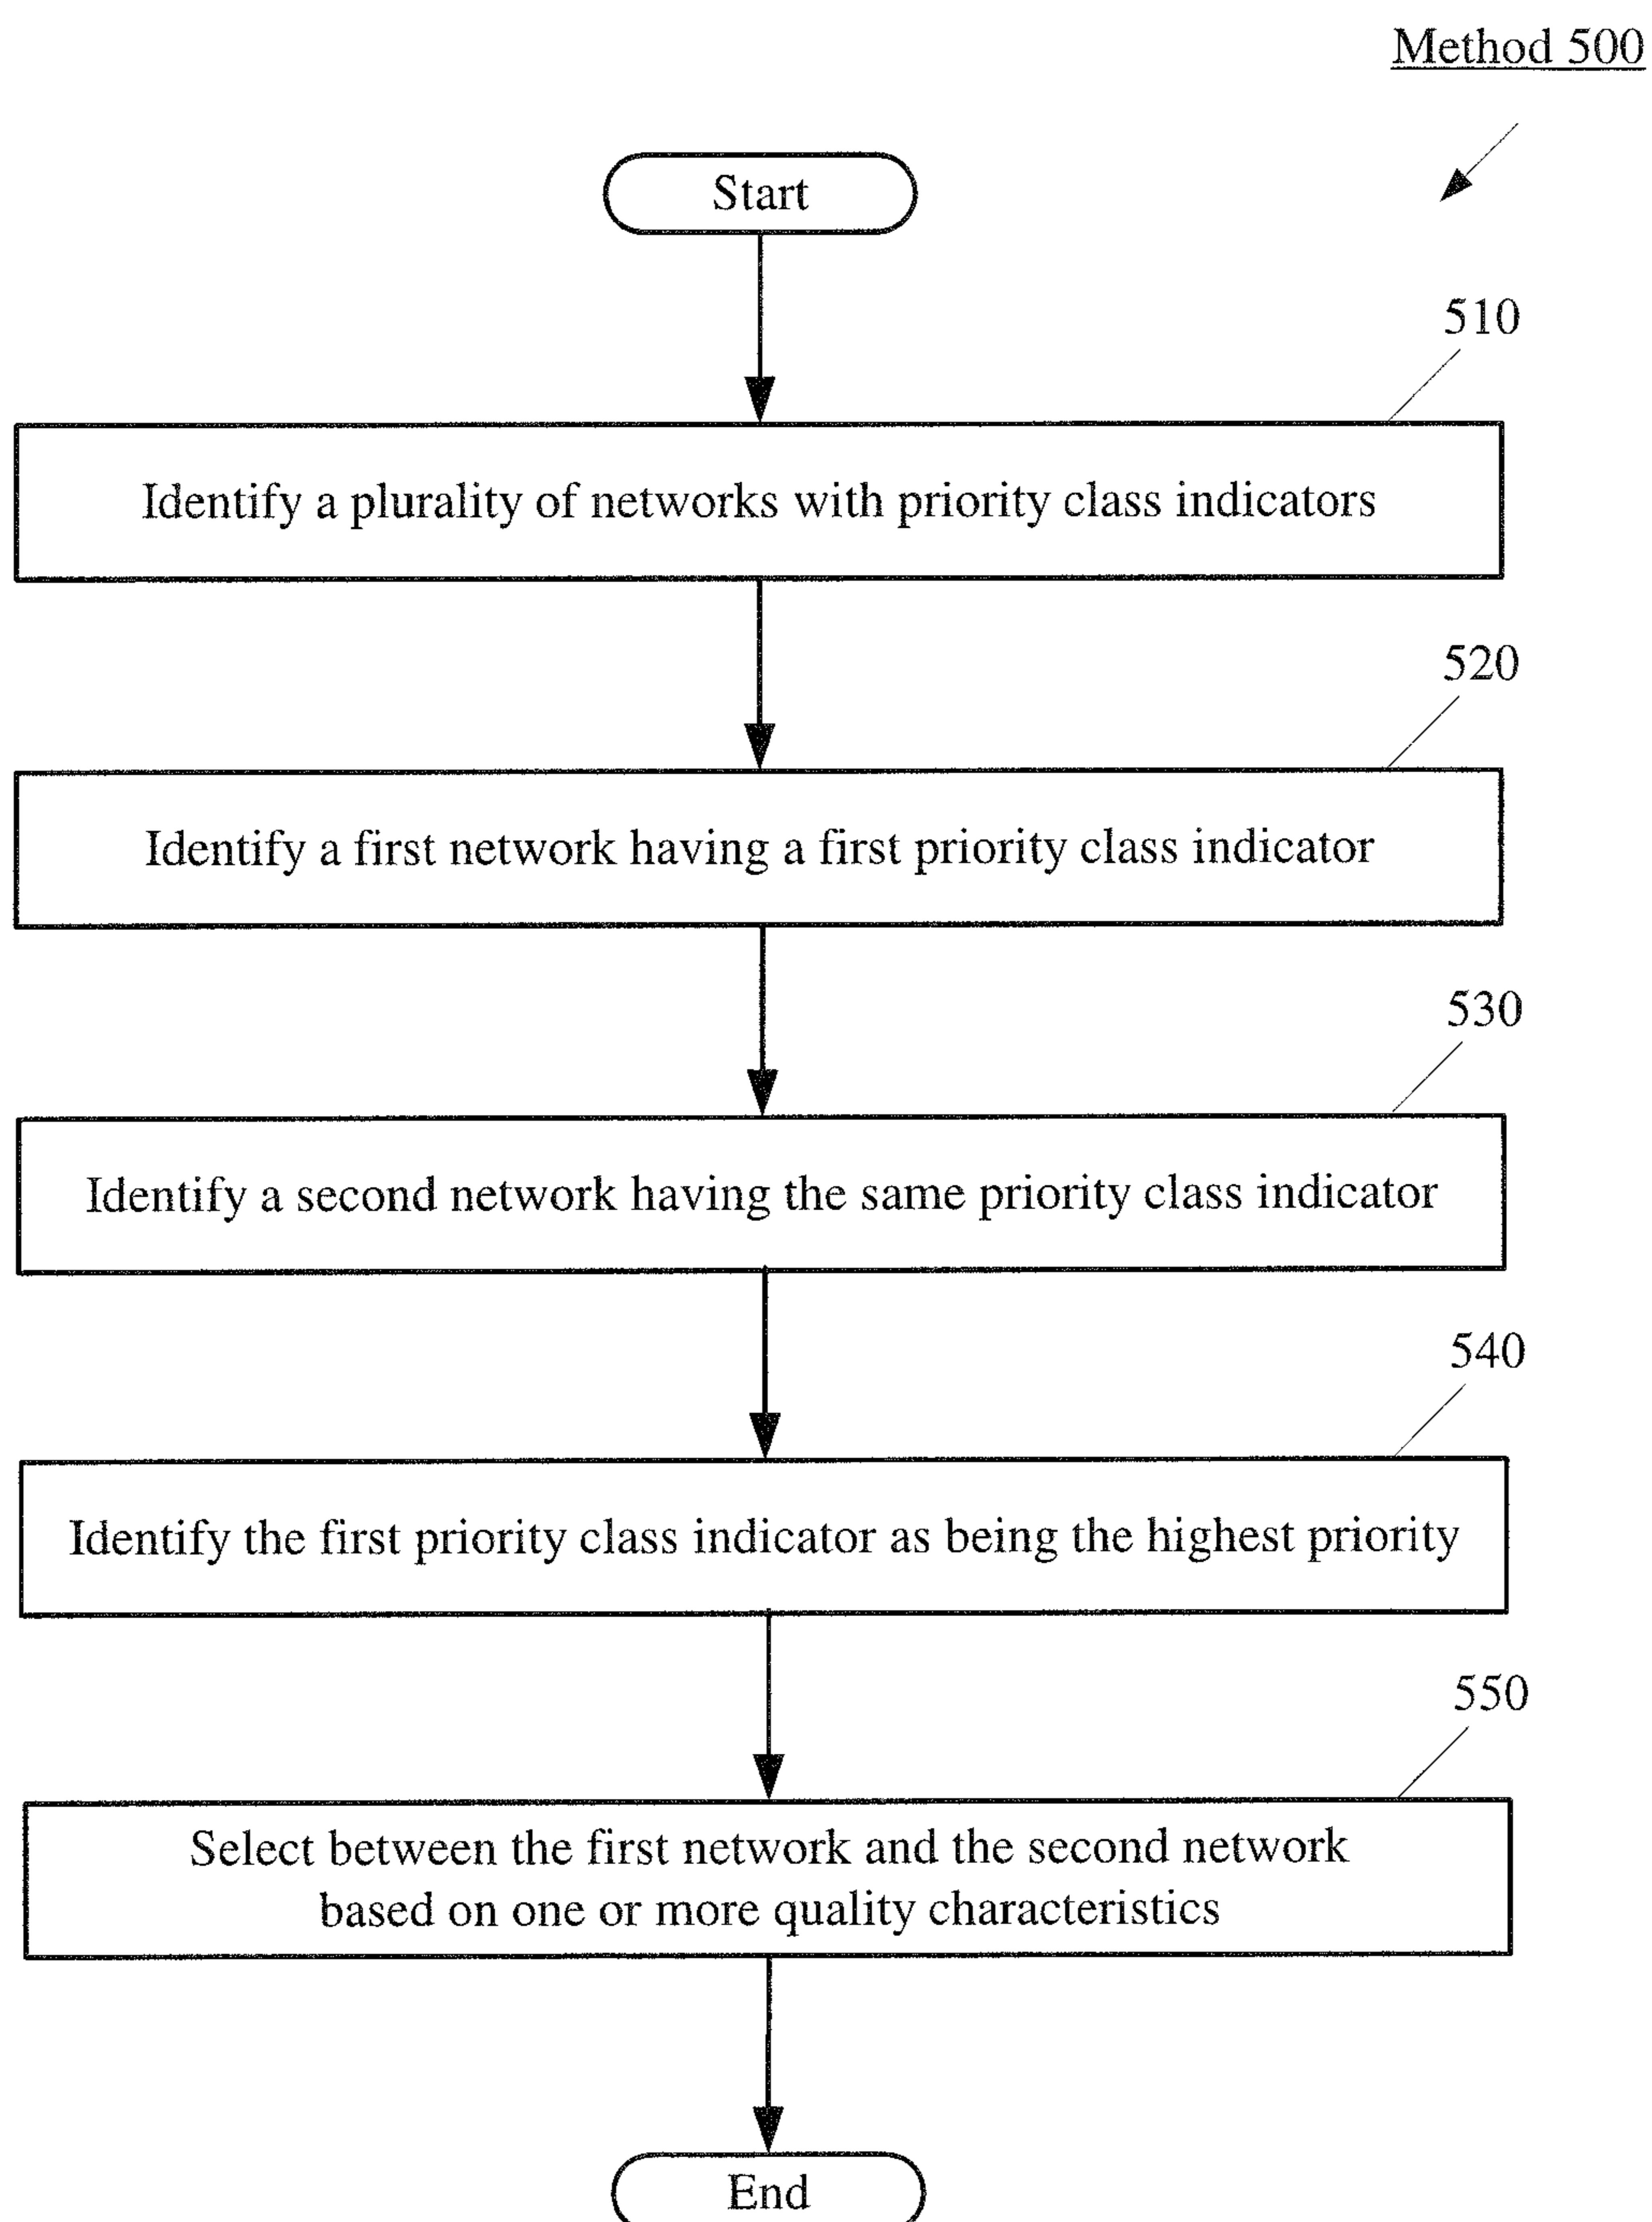 Method 500
Start
510
Identify a plurality of networks with priority class indicators
520
Identify a first network having a first priority class indicator
530
Identify a second network having the same priority class indicator
540
Identify the first priority class indicator as being the highest priority
550
Select between the first network and the second network
based on one or more quality characteristics
End